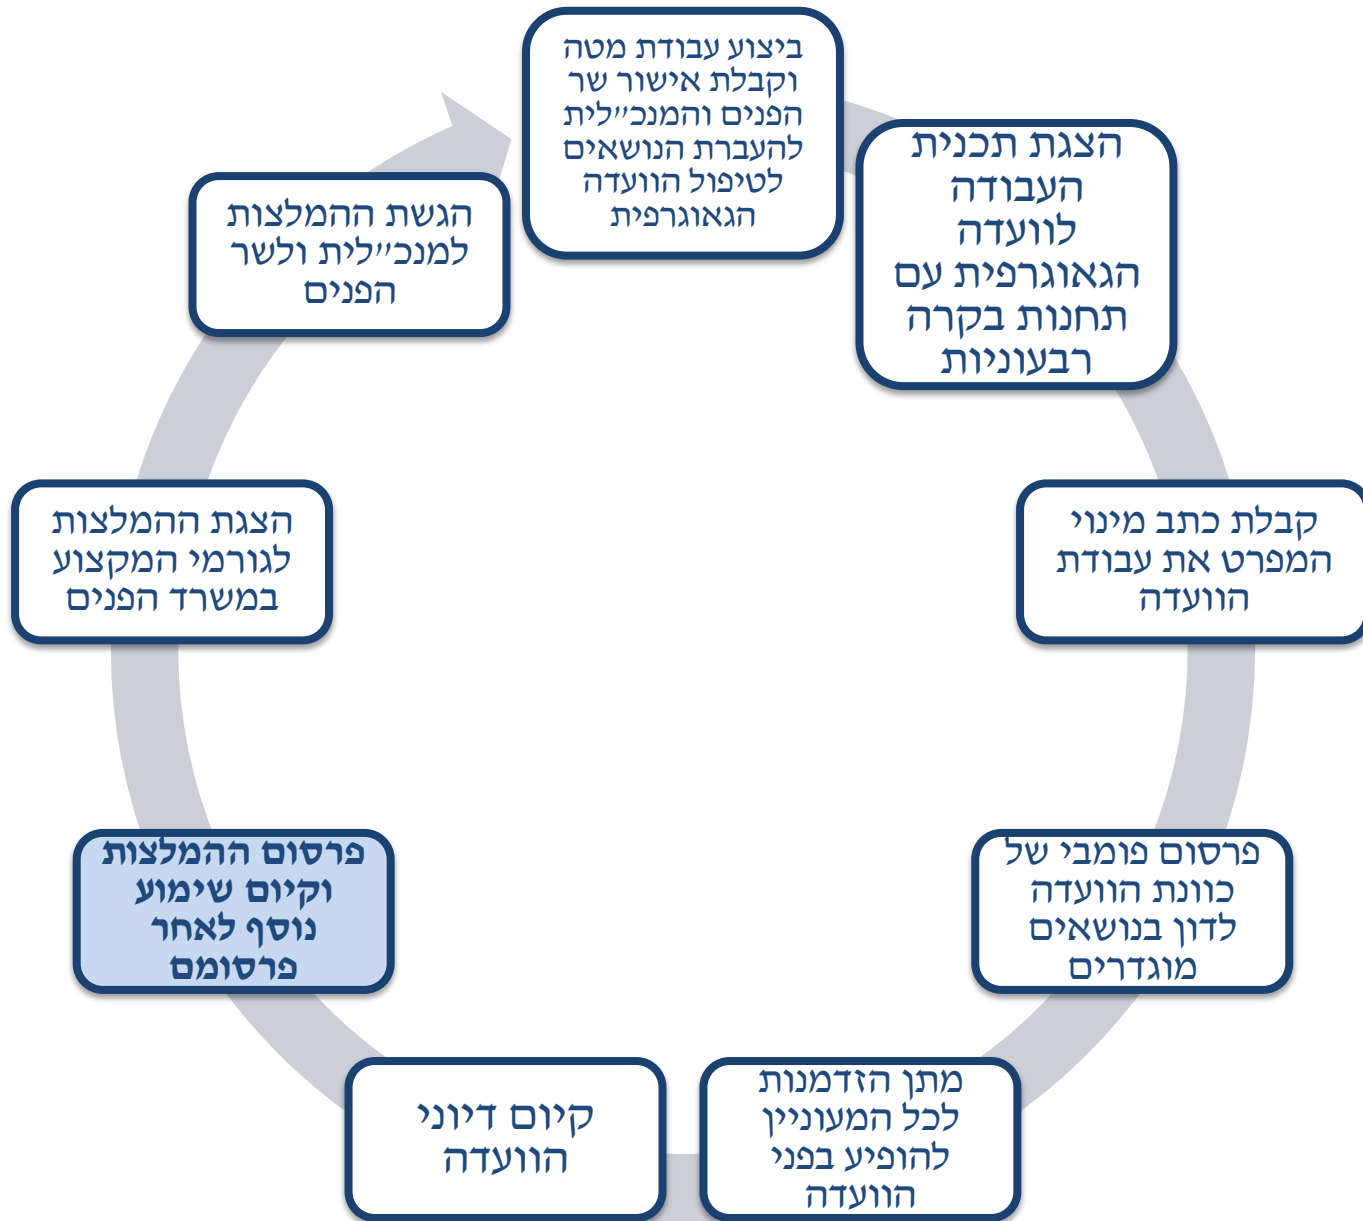 ביצוע עבודת מטה
וקבלת אישור שר
הפנים והמנכ״לית
להעברת הנושאים
לטיפול הוועדה
הגאוגרפית
הצגת תכנית
העבודה
לוועדה
הגאוגרפית עם
תחנות בקרה
רבעוניות
קבלת כתב מינוי
המפרט את עבודת
הוועדה
פרסום פומבי של
כוונת הוועדה
לדון בנושאים
מוגדרים
מתן הזדמנות
לכל המעוניין
להופיע בפני
הוועדה
קיום דיוני
הוועדה
פרסום ההמלצות
וקיום שימוע
נוסף לאחר
פרסומם
הצגת ההמלצות
לגורמי המקצוע
במשרד הפנים
הגשת ההמלצות
למנכ״לית ולשר
הפנים